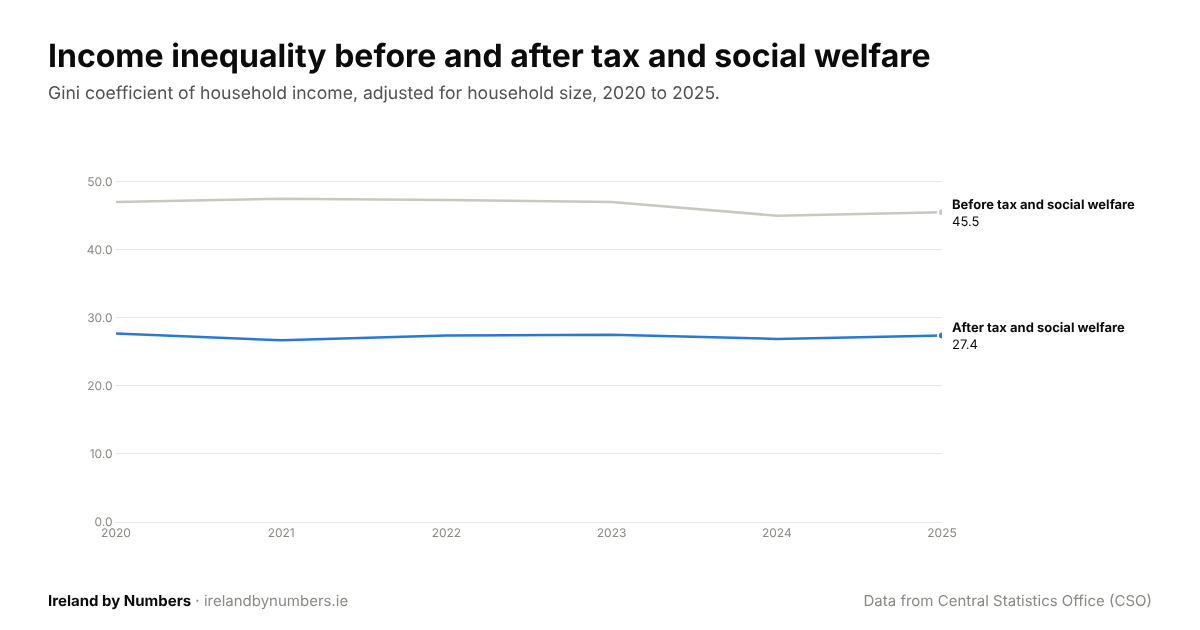 Income inequality before and after tax and social welfare
Gini coefficient of household income, adjusted for household size, 2020 to 2025.
50.0
Before tax and social welfare
45.5
40.0
30.0
After tax and social welfare
27.4
20.0
10.0
0.0
2020 2021 2022 2023 2024 2025
Ireland by Numbers · irelandbynumbers.ie
Data from Central Statistics Office (CSO)